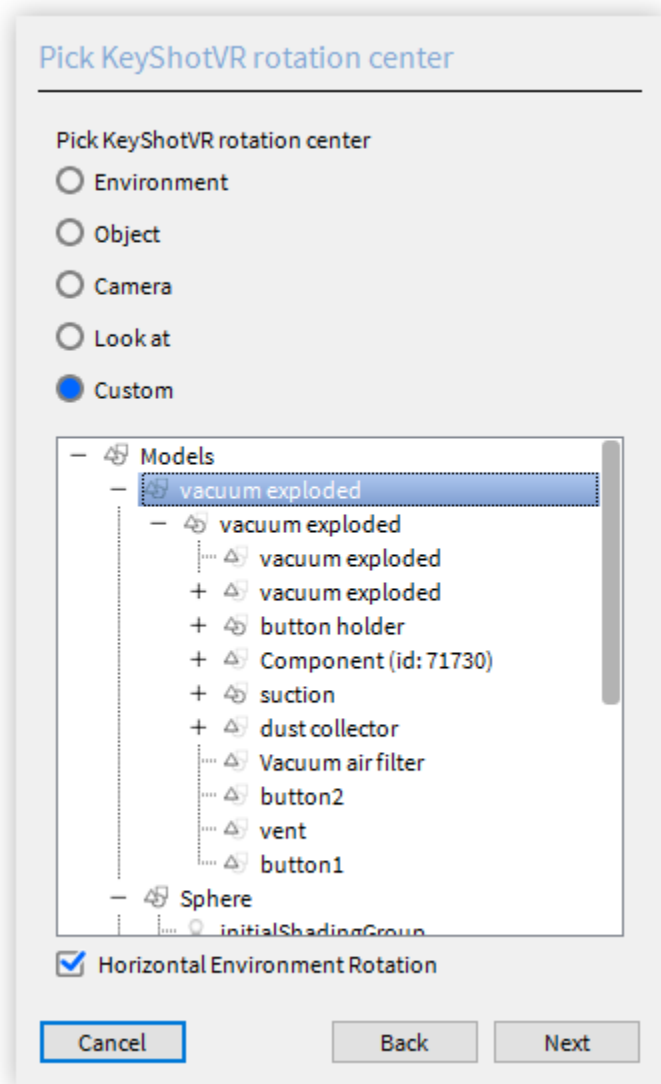 Pick KeyShotVR rotation center
Pick KeyShotVR rotation center
Environment
Object
Camera
Look at
Custom
Models
vacuum exploded
vacuum exploded
vacuum exploded
vacuum exploded
button holder
Component (id: 71730)
suction
dust collector
Vacuum air filter
button2
vent
button1
Sphere
initialShadingGroup
Horizontal Environment Rotation
Cancel Back Next